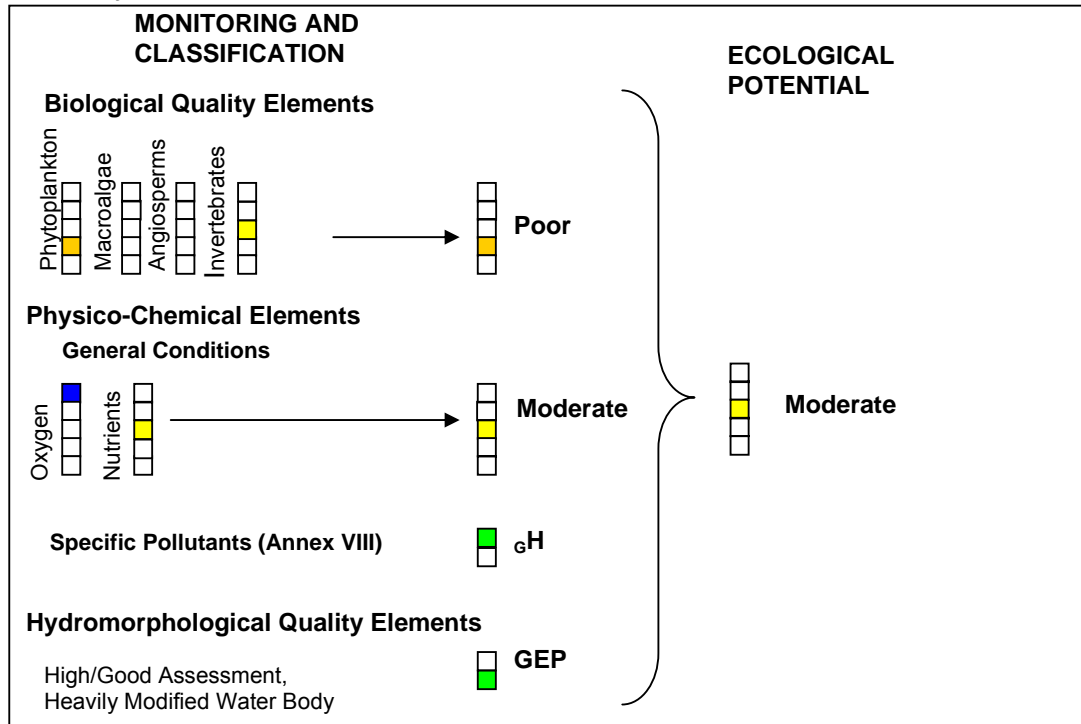 MONITORING AND
CLASSIFICATION
ECOLOGICAL
POTENTIAL
Biological Quality Elements
Phytoplankton
Macroalgae
Angiosperms
Invertebrates
Poor
Physico-Chemical Elements
General Conditions
Oxygen
Nutrients
Moderate
Moderate
Specific Pollutants (Annex VIII)
GH
Hydromorphological Quality Elements
GEP
High/Good Assessment,
Heavily Modified Water Body